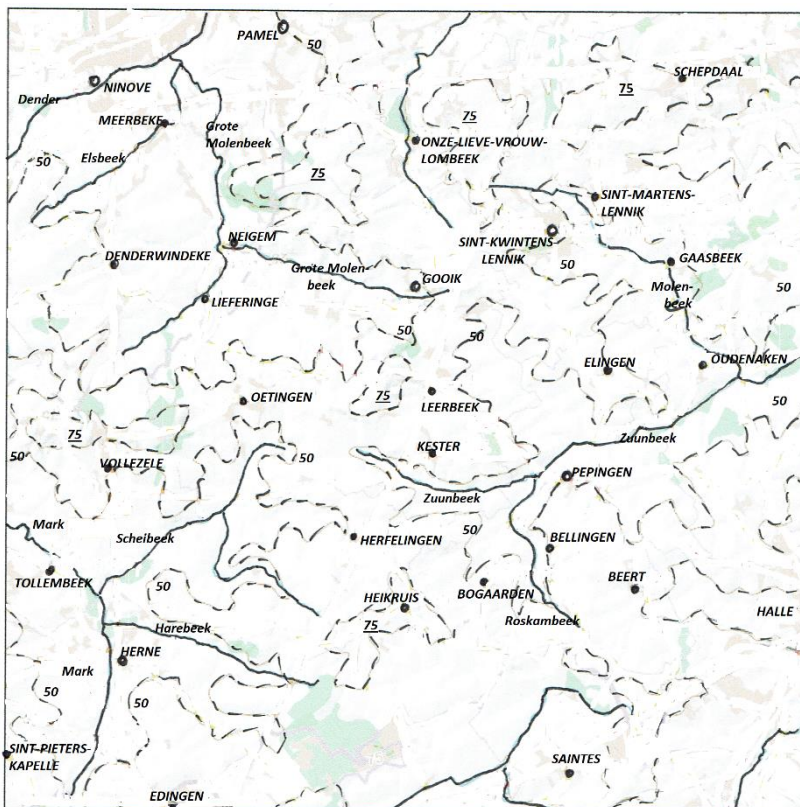 PAMEL
50
SCHEPDAAL
75
NINOVE
Dender
75
MEERBEKE
Grote
Molenbeek
ONZE-LIEVE-VROUW-
LOMBEEK
50
Elsbeek
75
SINT-MARTENS-
LENNIK
NEIGEM
SINT-KWINTENS-
LENNIK
DENDERWINDEKE
GAASBEEK
50
Grote Molen-
beek
GOOIK
Molen-
beek
50
LIEFERINGE
50
50
ELINGEN
OUDENAKEN
OETINGEN
75
LEERBEEK
50
75
Zuunbeek
50
VOLLEZELE
50
KESTER
PEPINGEN
Zuunbeek
Mark
Scheibeek
50
HERFELINGEN
BELLINGEN
TOLLEMBEEK
50
HEIKRUIS
BOGAARDEN
BEERT
HALLE
Harebeek
75
Roskambeek
HERNE
Mark
50
50
SINT-PIETERS-
KAPELLE
SAINTES
EDINGEN